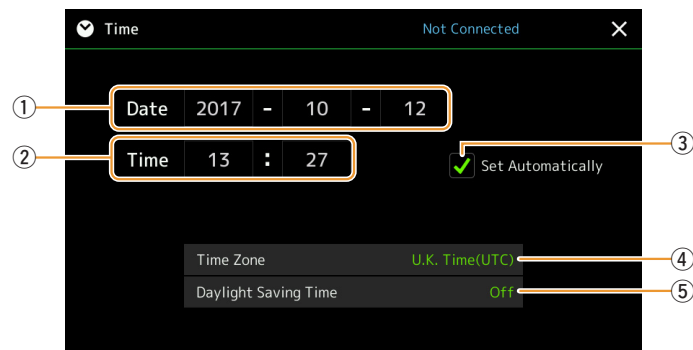 Time Not Connected
① Date 2017 - 10 - 12
② Time 13 : 27
③ Set Automatically
Time Zone U.K. Time(UTC) ④
Daylight Saving Time Off ⑤